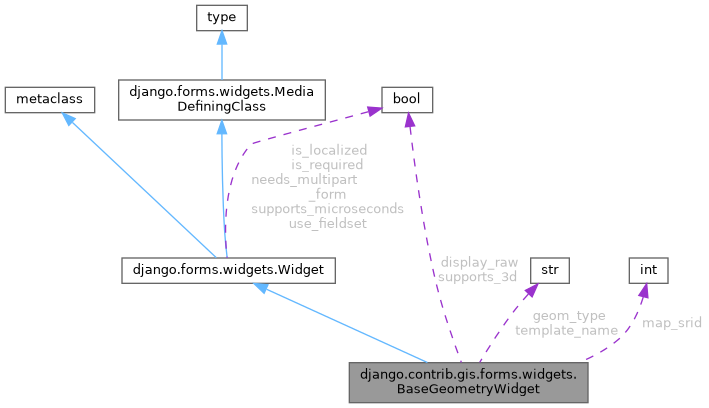 type
django.forms.widgets.Media
DefiningClass
metaclass
bool
is_localized
is_required
needs_multipart
_form
supports_microseconds
use_fieldset
django.forms.widgets.Widget
display_raw
supports_3d
str
int
geom_type
template_name
map_srid
django.contrib.gis.forms.widgets.
BaseGeometryWidget